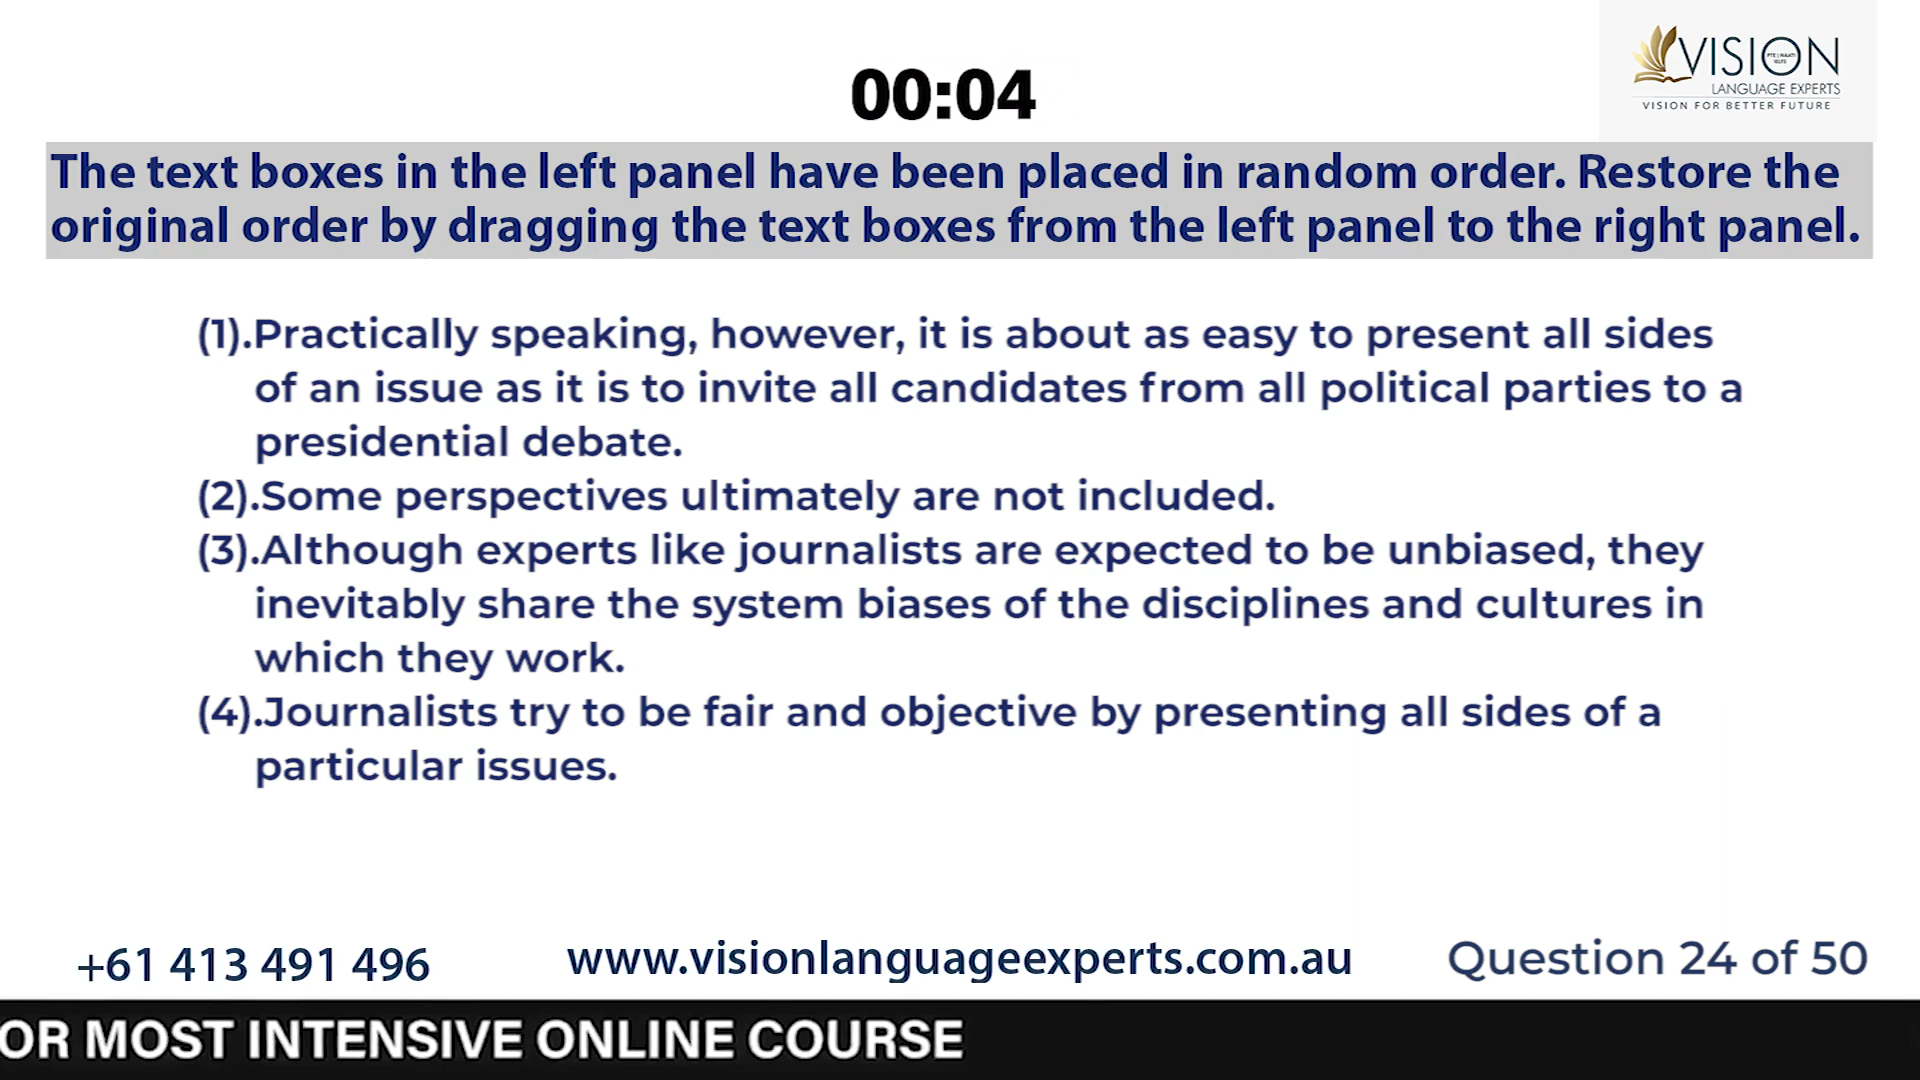 VISION
LANGUAGE EXPERTS
VISION FOR BETTER FUTURE
00:04
The text boxes in the left panel have been placed in random order. Restore the
original order by dragging the text boxes from the left panel to the right panel.
(1).Practically speaking, however, it is about as easy to present all sides
of an issue as it is to invite all candidates from all political parties to a
presidential debate.
(2).Some perspectives ultimately are not included.
(3).Although experts like journalists are expected to be unbiased, they
inevitably share the system biases of the disciplines and cultures in
which they work.
(4).Journalists try to be fair and objective by presenting all sides of a
particular issues.
+61 413 491 496
www.visionlanguageexperts.com.au
Question 24 of 50
OR MOST INTENSIVE ONLINE COURSE